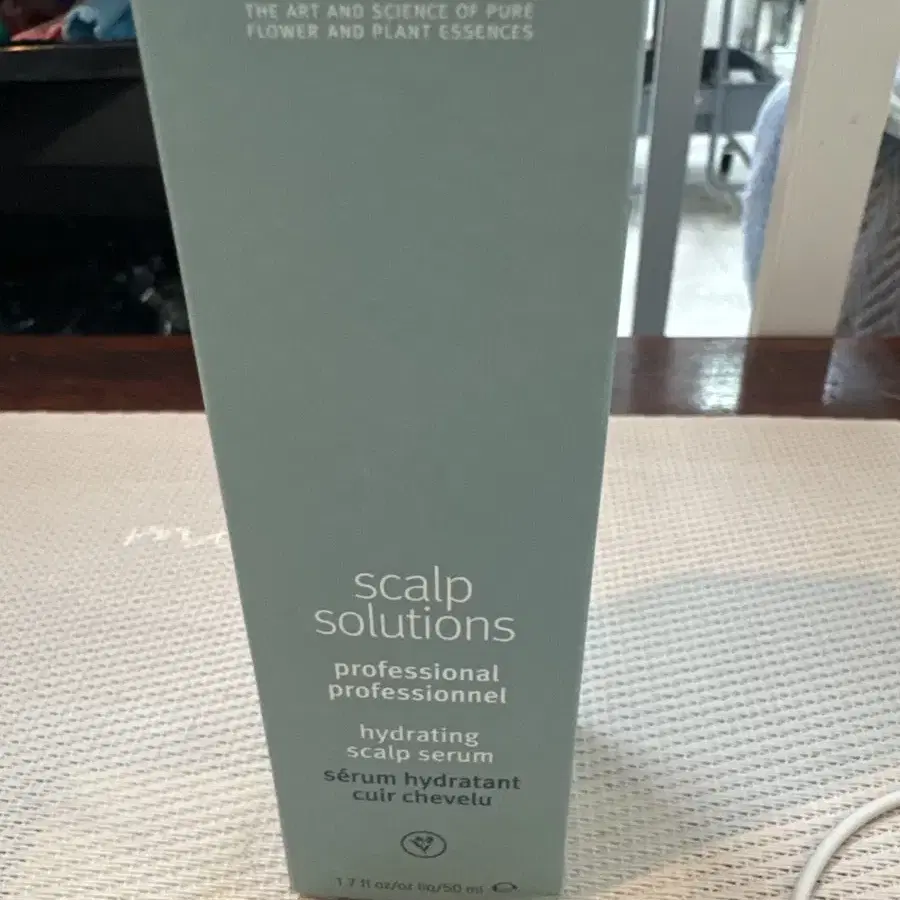 THE ART AND SCIENCE OF PURE
FLOWER AND PLANT ESSENCES
scalp
solutions
professional
professionnel
hydrating
scalp serum
sérum hydratant
cuir chevelu
1.7 fl oz/oz liq/50 ml e